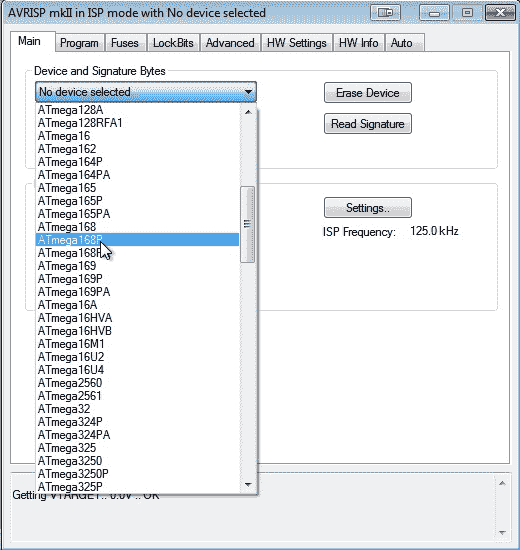 AVRISP mkII in ISP mode with No device selected
Main Program Fuses LockBits Advanced HW Settings HW Info Auto
Device and Signature Bytes
No device selected
Erase Device
Read Signature
Settings..
ISP Frequency: 125.0 kHz
ATmega128A
ATmega128RFA1
ATmega16
ATmega162
ATmega164P
ATmega164PA
ATmega165
ATmega165P
ATmega165PA
ATmega168
ATmega168P
ATmega169
ATmega169P
ATmega169PA
ATmega16A
ATmega16HVA
ATmega16HVB
ATmega16M1
ATmega16U2
ATmega16U4
ATmega2560
ATmega2561
ATmega32
ATmega324P
ATmega324PA
ATmega325
ATmega3250
ATmega3250P
ATmega325P
Getting VTARGET.. 0.0V .. OK